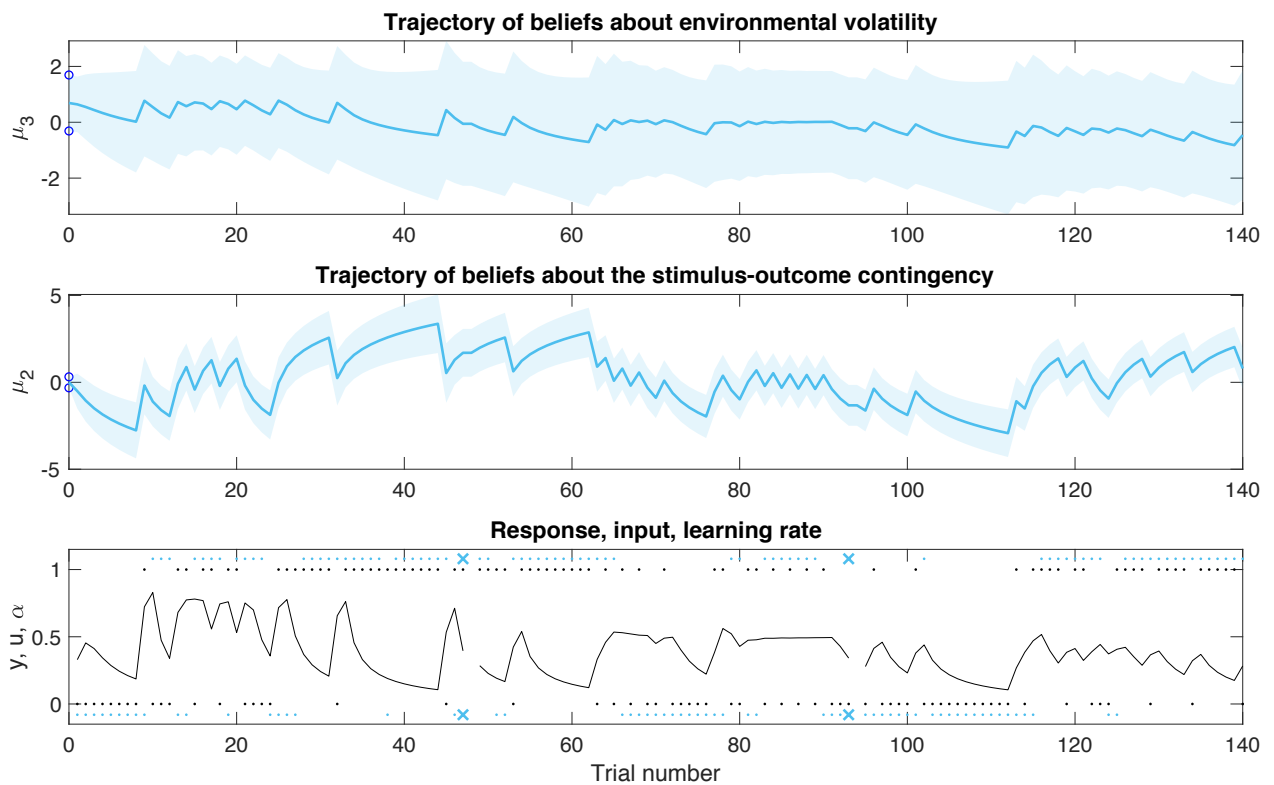 Trajectory of beliefs about environmental volatility
μ3
2
0
-2
0 20 40 60 80 100 120 140
Trajectory of beliefs about the stimulus-outcome contingency
μ2
5
0
-5
0 20 40 60 80 100 120 140
Response, input, learning rate
y, u, α
1
0.5
0
0 20 40 60 80 100 120 140
Trial number